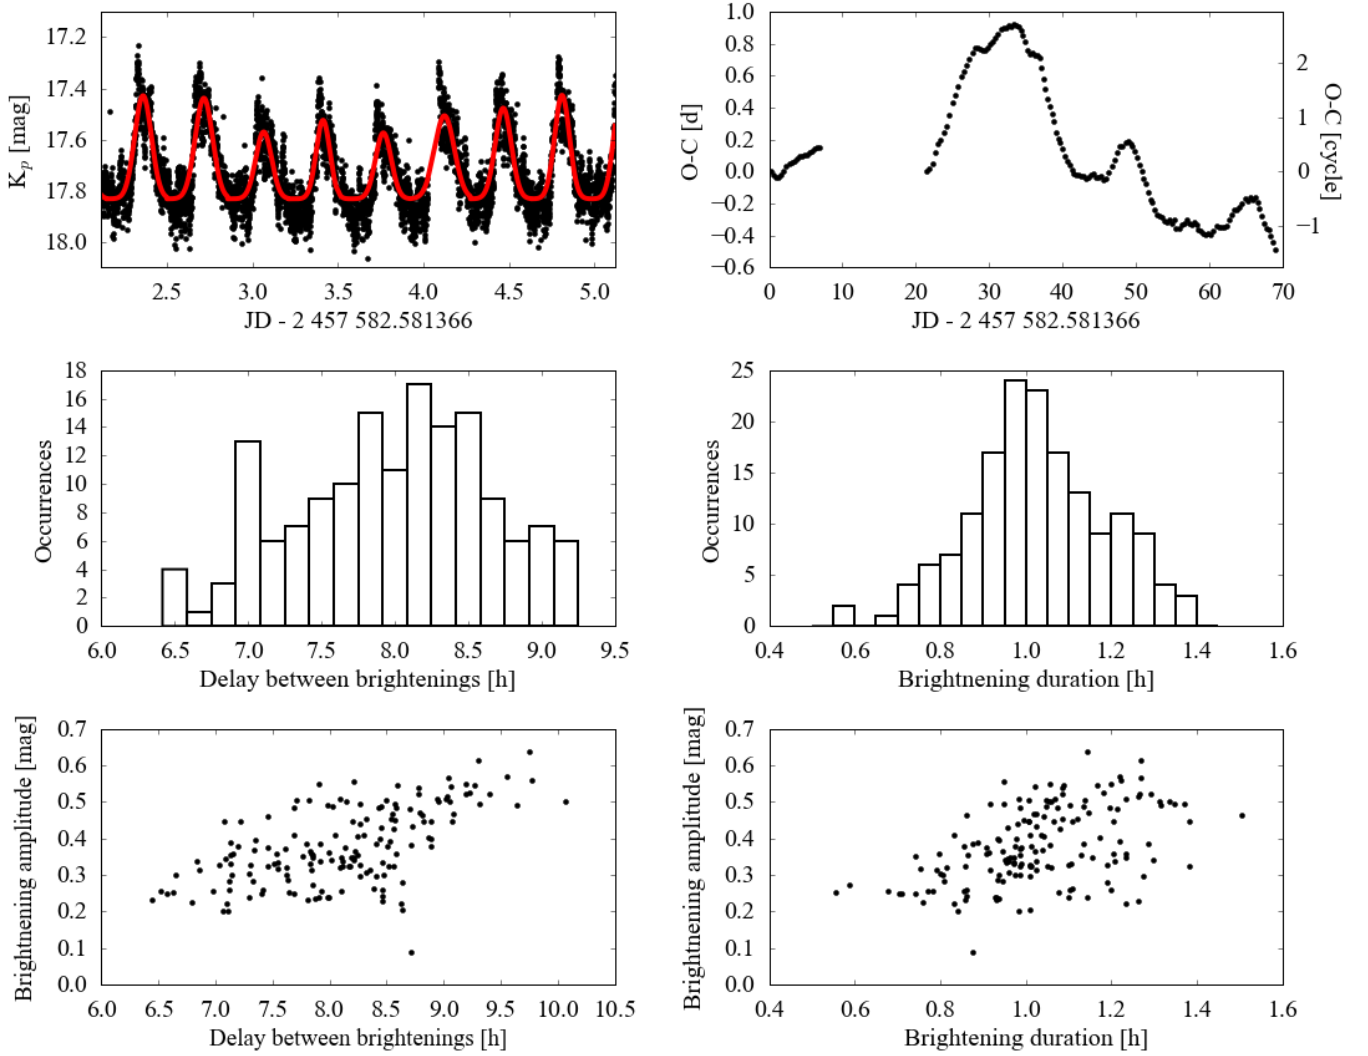 17.2
17.4
17.6
17.8
18.0
K_p [mag]
2.5 3.0 3.5 4.0 4.5 5.0
JD - 2 457 582.581366
1.0
0.8
0.6
0.4
0.2
0.0
−0.2
−0.4
−0.6
O-C [d]
2
1
0
−1
O-C [cycle]
0 10 20 30 40 50 60 70
JD - 2 457 582.581366
18
16
14
12
10
8
6
4
2
0
Occurrences
6.0 6.5 7.0 7.5 8.0 8.5 9.0 9.5
Delay between brightenings [h]
25
20
15
10
5
0
Occurrences
0.4 0.6 0.8 1.0 1.2 1.4 1.6
Brightnening duration [h]
0.7
0.6
0.5
0.4
0.3
0.2
0.1
0.0
Brightnening amplitude [mag]
6.0 6.5 7.0 7.5 8.0 8.5 9.0 9.5 10.0 10.5
Delay between brightenings [h]
0.7
0.6
0.5
0.4
0.3
0.2
0.1
0.0
Brightnening amplitude [mag]
0.4 0.6 0.8 1.0 1.2 1.4 1.6
Brightening duration [h]